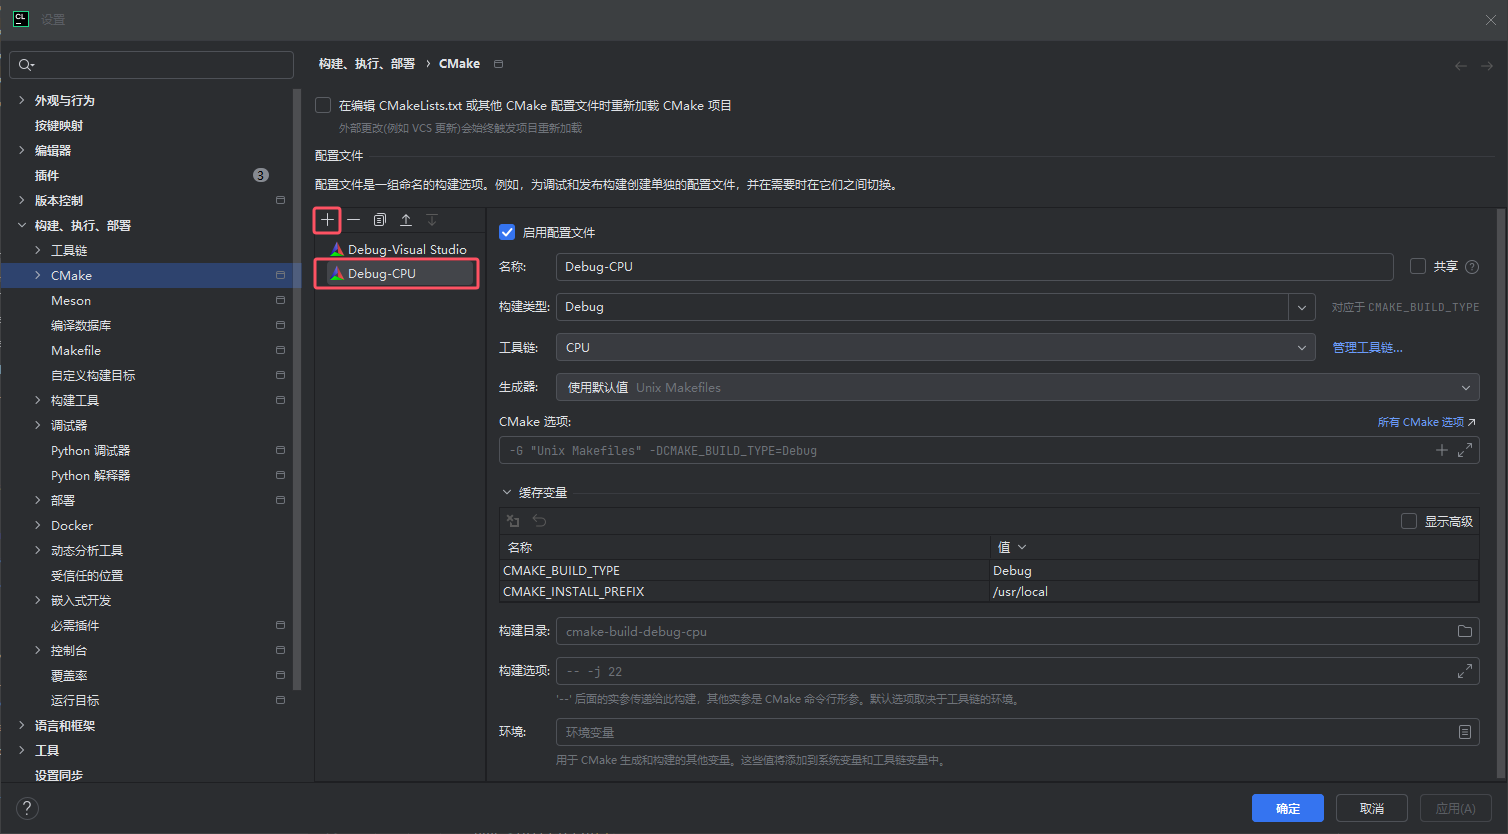 CL 设置
构建、执行、部署 › CMake
外观与行为
按键映射
编辑器
插件 3
版本控制
构建、执行、部署
工具链
CMake
Meson
编译数据库
Makefile
自定义构建目标
构建工具
调试器
Python 调试器
Python 解释器
部署
Docker
动态分析工具
受信任的位置
嵌入式开发
必需插件
控制台
覆盖率
运行目标
语言和框架
工具
设置同步
在编辑 CMakeLists.txt 或其他 CMake 配置文件时重新加载 CMake 项目
外部更改(例如 VCS 更新)会始终触发项目重新加载
配置文件
配置文件是一组命名的构建选项。例如，为调试和发布构建创建单独的配置文件，并在需要时在它们之间切换。
Debug-Visual Studio
Debug-CPU
启用配置文件
名称: Debug-CPU 共享 ?
构建类型: Debug 对应于 CMAKE_BUILD_TYPE
工具链: CPU 管理工具链...
生成器: 使用默认值 Unix Makefiles
CMake 选项: 所有 CMake 选项↗
-G "Unix Makefiles" -DCMAKE_BUILD_TYPE=Debug
缓存变量
显示高级
名称 值
CMAKE_BUILD_TYPE Debug
CMAKE_INSTALL_PREFIX /usr/local
构建目录: cmake-build-debug-cpu
构建选项: -- -j 22
'--' 后面的实参传递给此构建，其他实参是 CMake 命令行形参。默认选项取决于工具链的环境。
环境: 环境变量
用于 CMake 生成和构建的其他变量。这些值将添加到系统变量和工具链变量中。
? 确定 取消 应用(A)